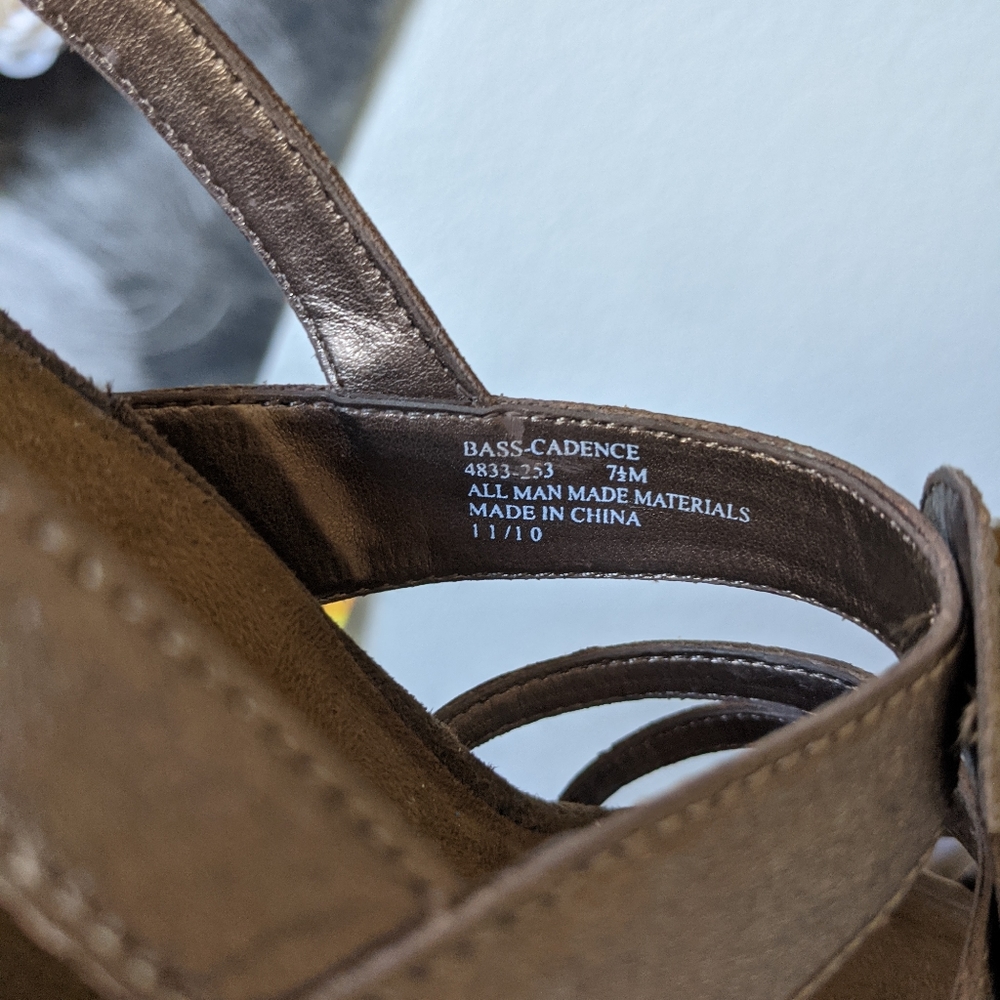 BASS-CADENCE
4833-253 7½M
ALL MAN MADE MATERIALS
MADE IN CHINA
11/10